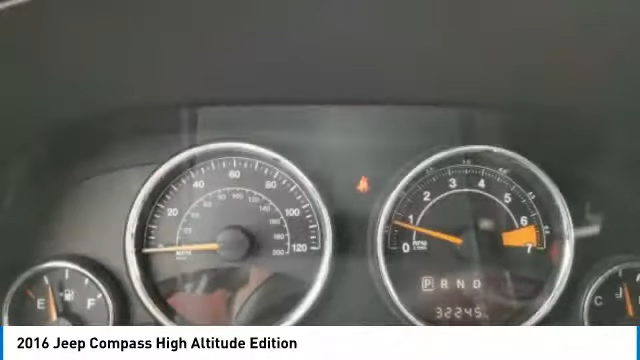 20 40 60 80 100 120
0 1 2 3 4 5 6 7
E F
P R N D
32245
C
2016 Jeep Compass High Altitude Edition